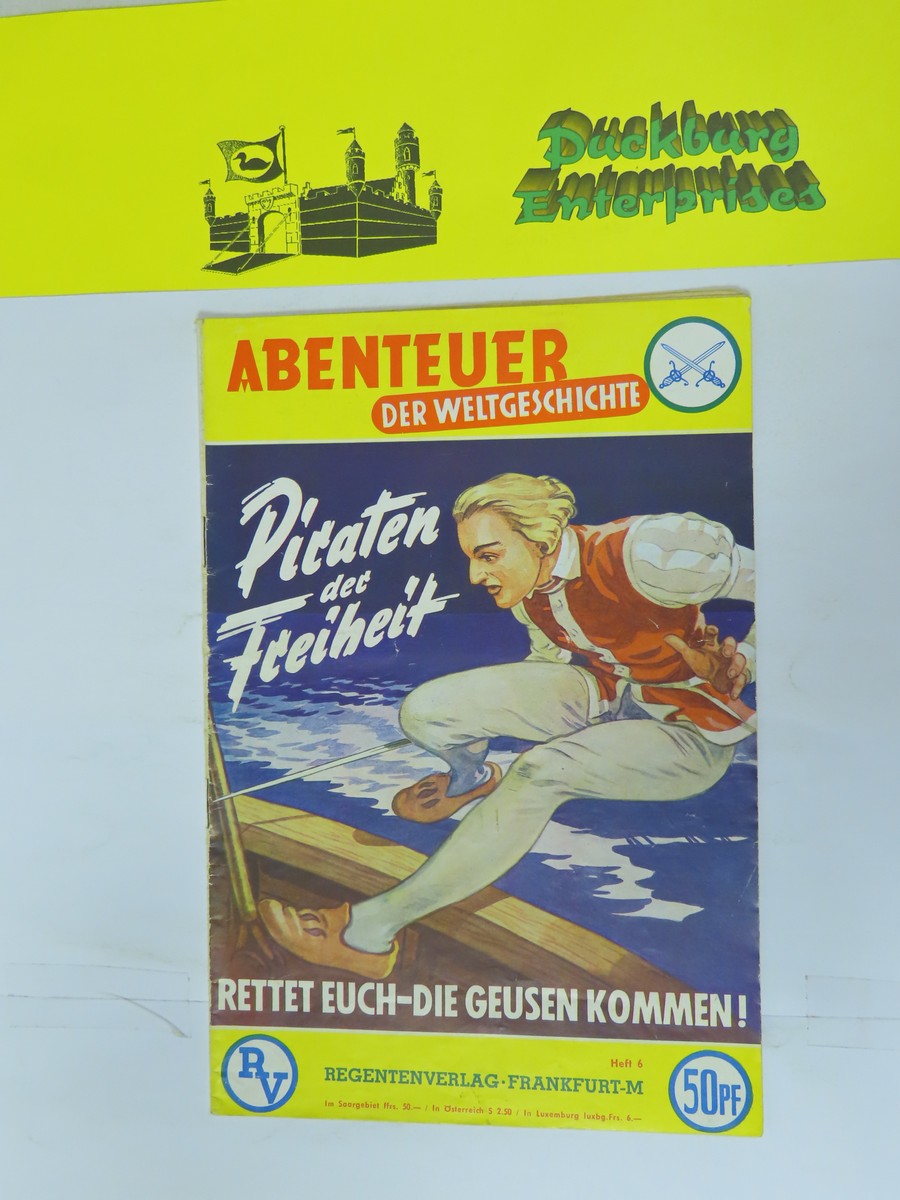 Duckburg
Enterprises
ABENTEUER
DER WELTGESCHICHTE
Piraten
der
Freiheit
RETTET EUCH–DIE GEUSEN KOMMEN!
RV
Heft 6
REGENTENVERLAG·FRANKFURT-M
50PF
Im Saargebiet ffrs. 50.— / In Österreich S 2.50 / In Luxemburg luxbg.Frs. 6.—